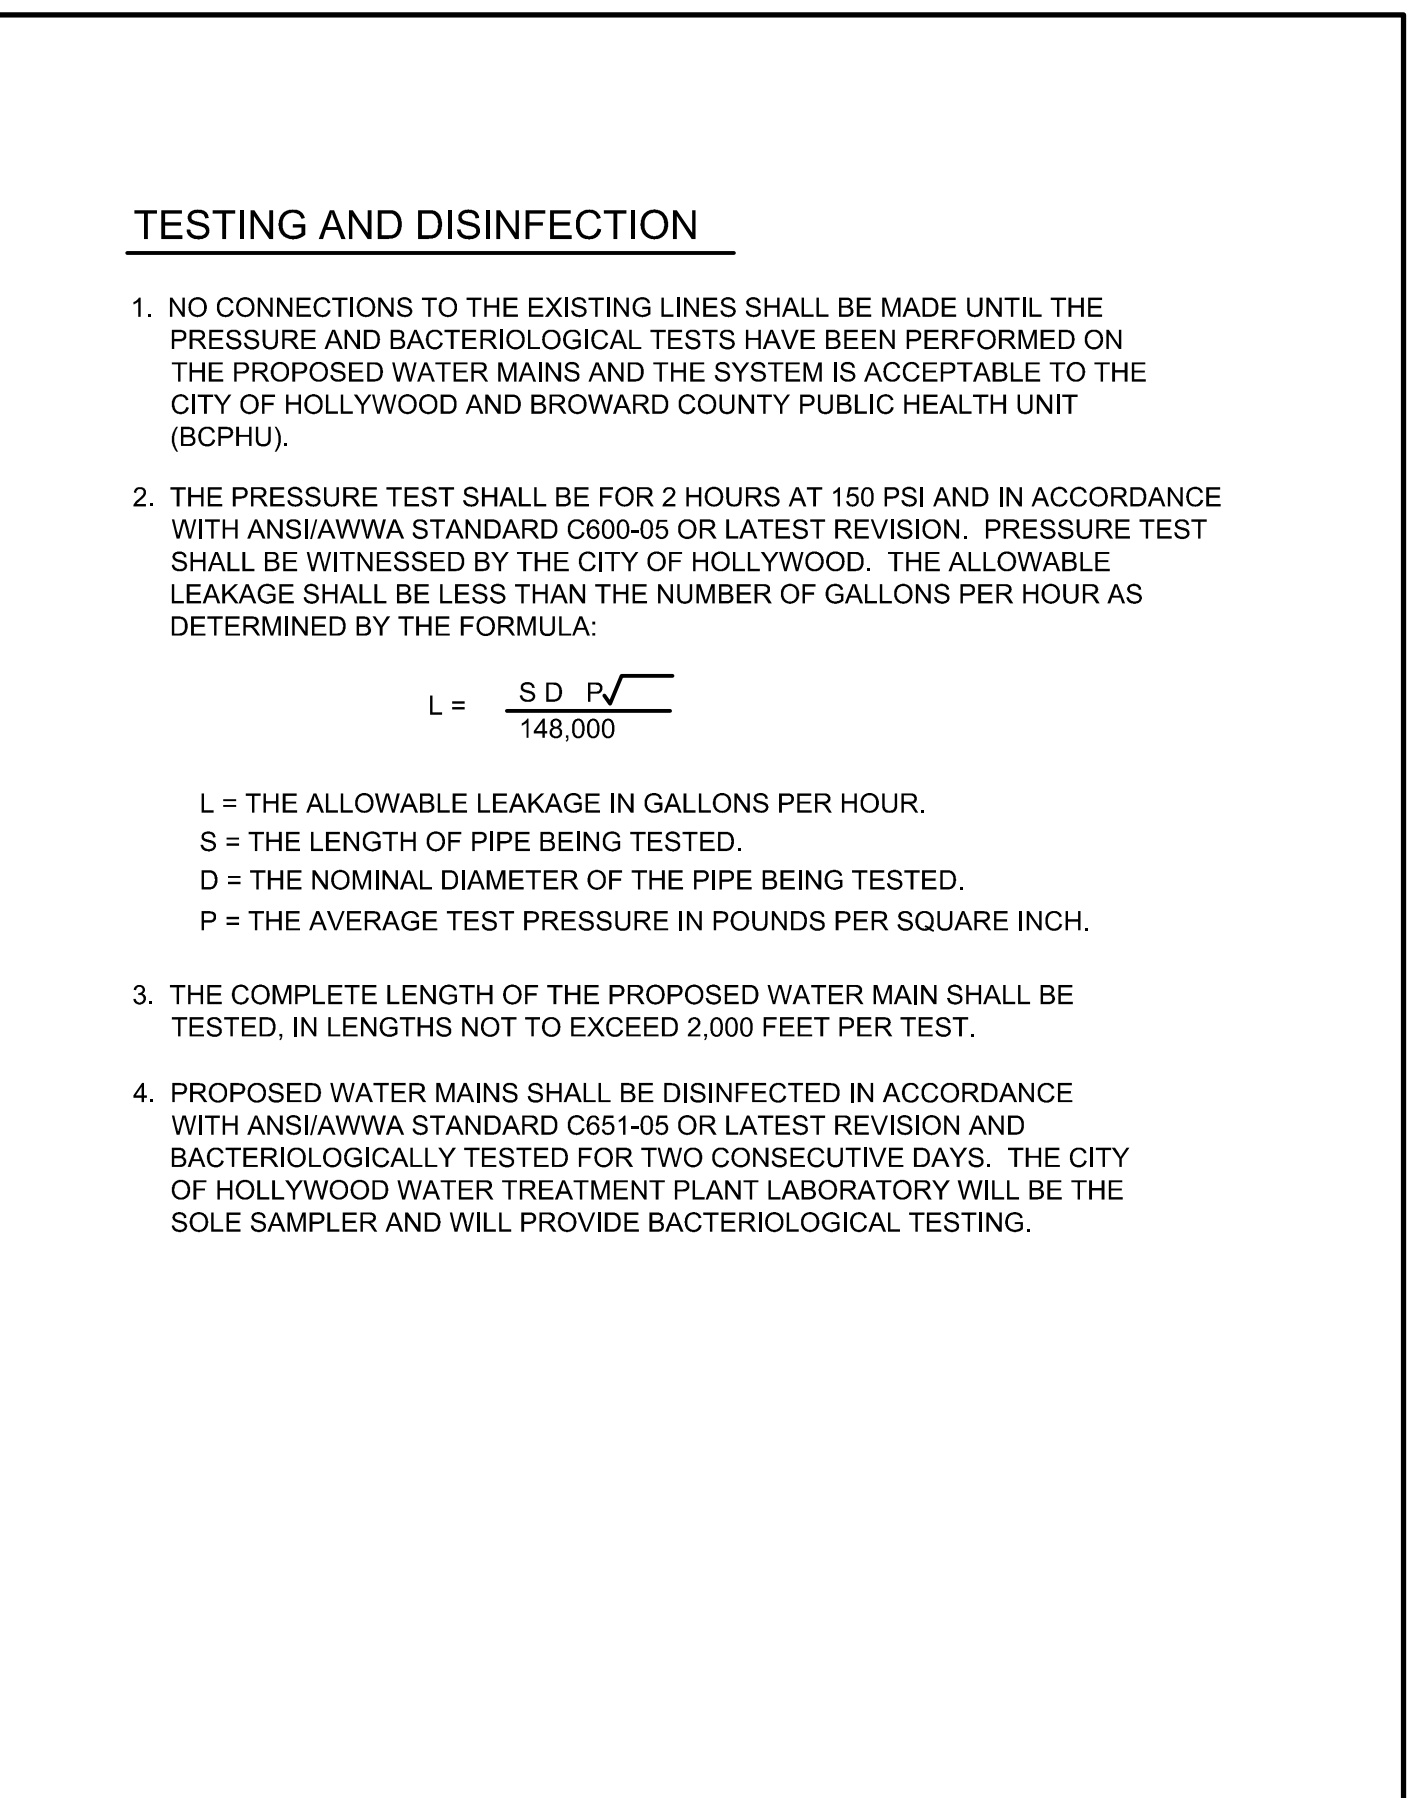 TESTING AND DISINFECTION
1. NO CONNECTIONS TO THE EXISTING LINES SHALL BE MADE UNTIL THE
PRESSURE AND BACTERIOLOGICAL TESTS HAVE BEEN PERFORMED ON
THE PROPOSED WATER MAINS AND THE SYSTEM IS ACCEPTABLE TO THE
CITY OF HOLLYWOOD AND BROWARD COUNTY PUBLIC HEALTH UNIT
(BCPHU).
2. THE PRESSURE TEST SHALL BE FOR 2 HOURS AT 150 PSI AND IN ACCORDANCE
WITH ANSI/AWWA STANDARD C600-05 OR LATEST REVISION. PRESSURE TEST
SHALL BE WITNESSED BY THE CITY OF HOLLYWOOD. THE ALLOWABLE
LEAKAGE SHALL BE LESS THAN THE NUMBER OF GALLONS PER HOUR AS
DETERMINED BY THE FORMULA:
S D P√
L =
148,000
L = THE ALLOWABLE LEAKAGE IN GALLONS PER HOUR.
S = THE LENGTH OF PIPE BEING TESTED.
D = THE NOMINAL DIAMETER OF THE PIPE BEING TESTED.
P = THE AVERAGE TEST PRESSURE IN POUNDS PER SQUARE INCH.
3. THE COMPLETE LENGTH OF THE PROPOSED WATER MAIN SHALL BE
TESTED, IN LENGTHS NOT TO EXCEED 2,000 FEET PER TEST.
4. PROPOSED WATER MAINS SHALL BE DISINFECTED IN ACCORDANCE
WITH ANSI/AWWA STANDARD C651-05 OR LATEST REVISION AND
BACTERIOLOGICALLY TESTED FOR TWO CONSECUTIVE DAYS. THE CITY
OF HOLLYWOOD WATER TREATMENT PLANT LABORATORY WILL BE THE
SOLE SAMPLER AND WILL PROVIDE BACTERIOLOGICAL TESTING.